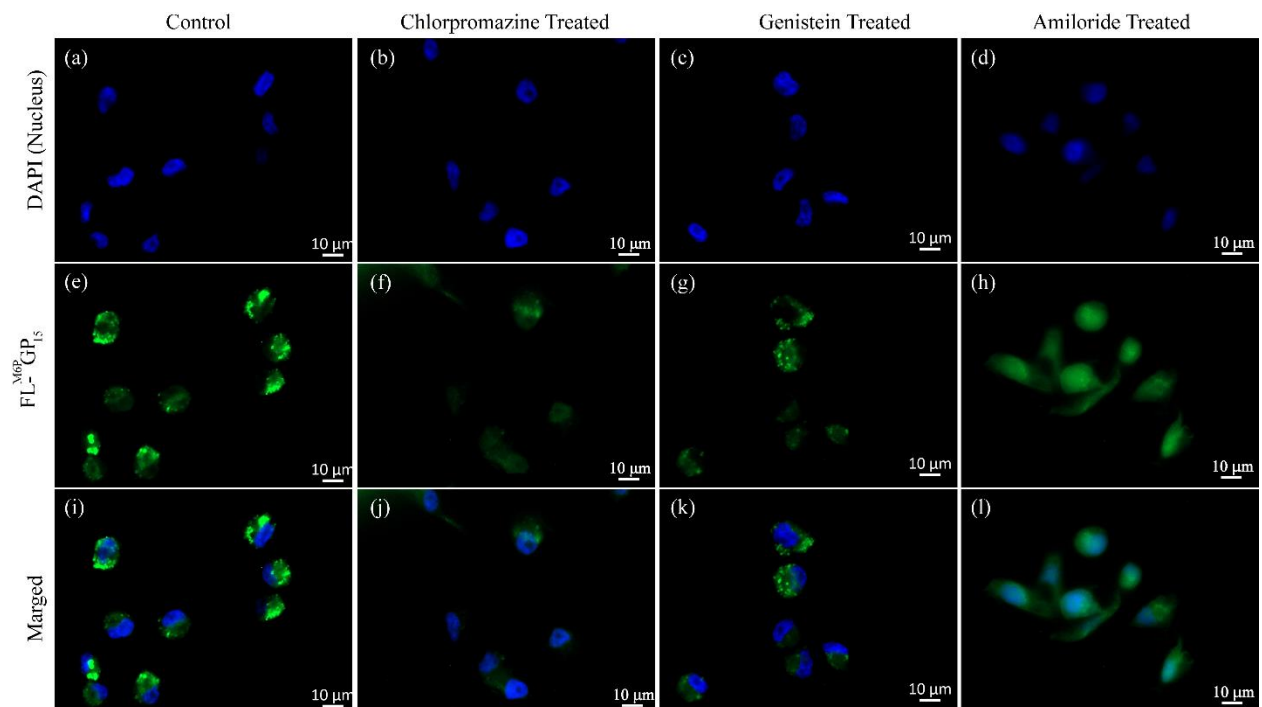 Control Chlorpromazine Treated Genistein Treated Amiloride Treated
DAPI (Nucleus)
(a) (b) (c) (d)
10 µm 10 µm 10 µm 10 µm
FL-ᴹ⁶ᴾGP₁₅
(e) (f) (g) (h)
10 µm 10 µm 10 µm 10 µm
Marged
(i) (j) (k) (l)
10 µm 10 µm 10 µm 10 µm